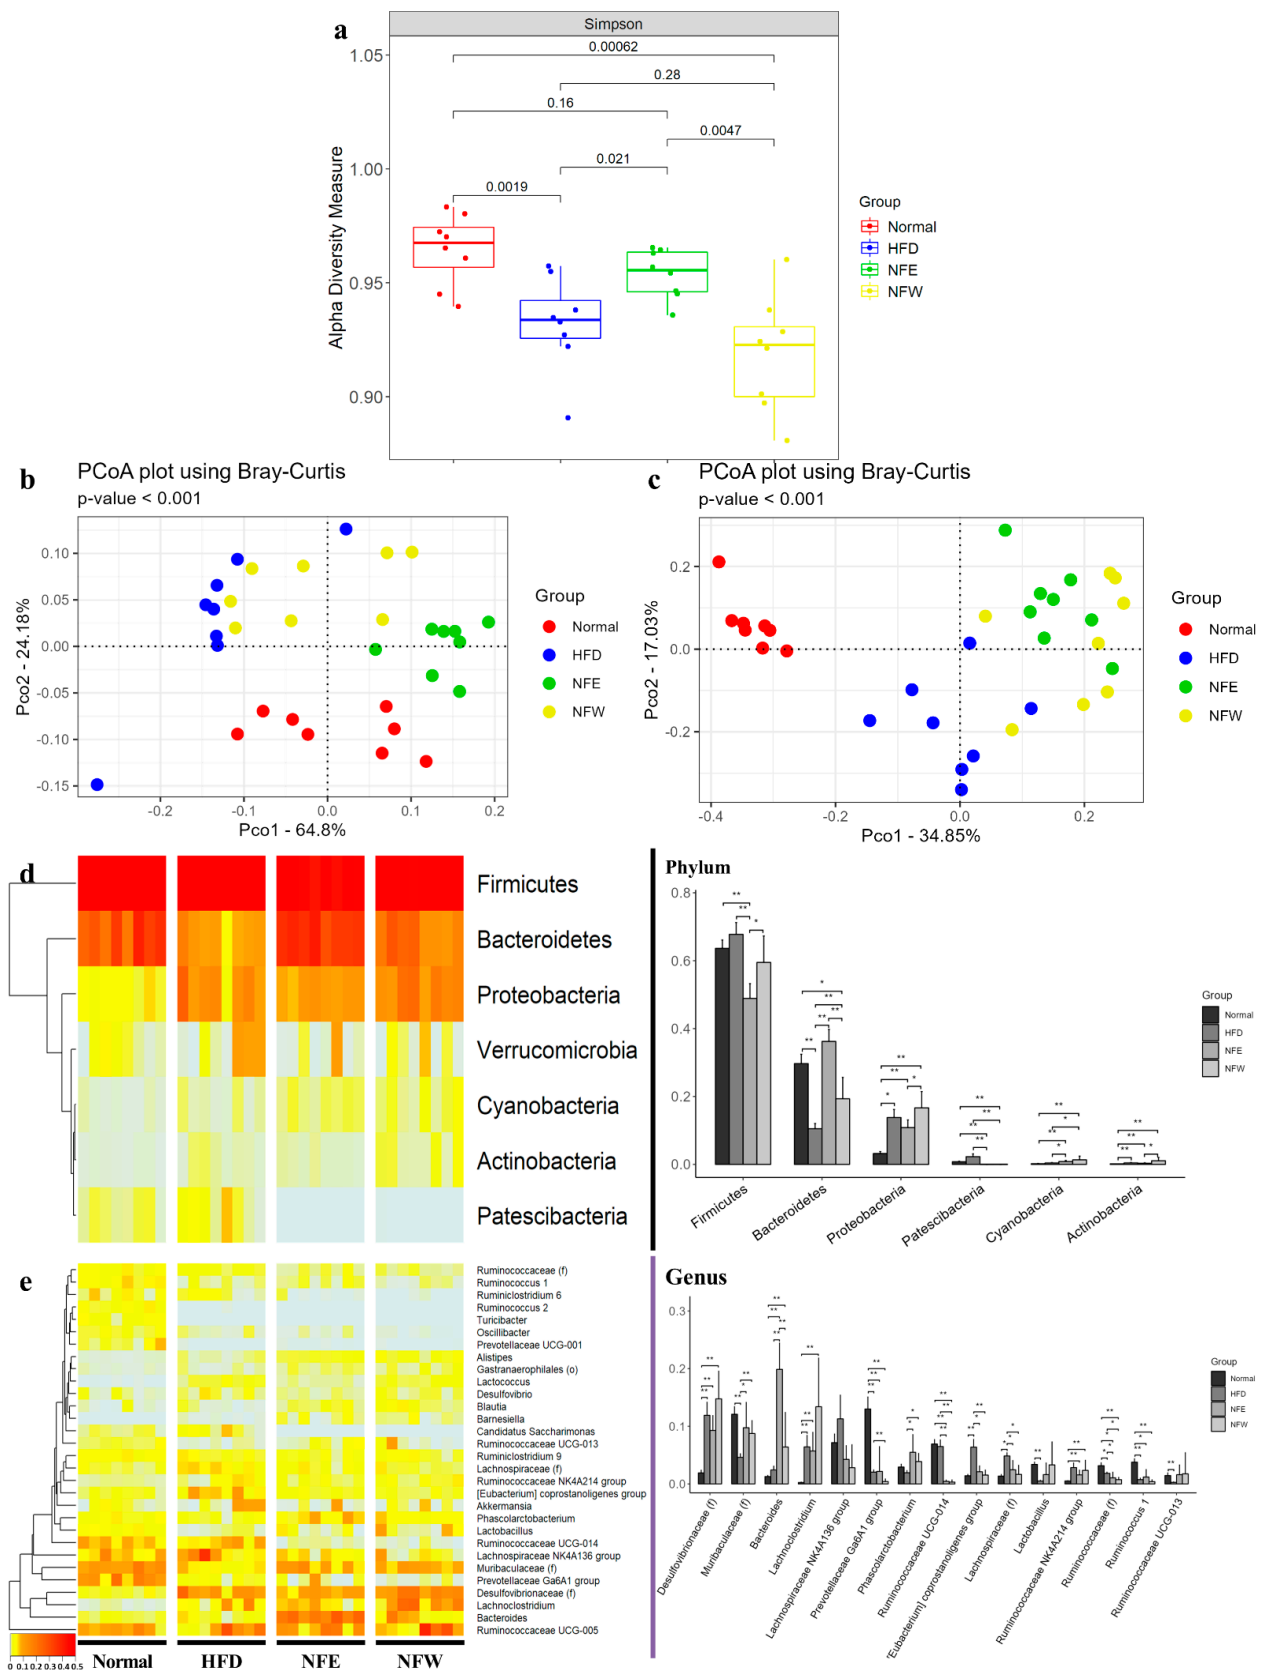 a
Simpson
1.05
1.00
0.95
0.90
Alpha Diversity Measure
0.00062
0.28
0.16
0.0047
0.021
0.0019
Group
Normal
HFD
NFE
NFW
b
PCoA plot using Bray-Curtis
p-value < 0.001
0.10
0.05
0.00
-0.05
-0.10
-0.15
Pco2 - 24.18%
-0.2
-0.1
0.0
0.1
0.2
Pco1 - 64.8%
Group
Normal
HFD
NFE
NFW
c
PCoA plot using Bray-Curtis
p-value < 0.001
0.2
0.0
-0.2
Pco2 - 17.03%
-0.4
-0.2
0.0
0.2
Pco1 - 34.85%
Group
Normal
HFD
NFE
NFW
d
Firmicutes
Bacteroidetes
Proteobacteria
Verrucomicrobia
Cyanobacteria
Actinobacteria
Patescibacteria
Phylum
0.8
0.6
0.4
0.2
0.0
** ** *
* ** ** ** **
** ** * *
** ** ** **
** * ** *
** ** * **
Firmicutes
Bacteroidetes
Proteobacteria
Patescibacteria
Cyanobacteria
Actinobacteria
Group
Normal
HFD
NFE
NFW
e
Ruminococcaceae (f)
Ruminococcus 1
Ruminiclostridium 6
Ruminococcus 2
Turicibacter
Oscillibacter
Prevotellaceae UCG-001
Alistipes
Gastranaerophilales (o)
Lactococcus
Desulfovibrio
Blautia
Barnesiella
Candidatus Saccharimonas
Ruminococcaceae UCG-013
Ruminiclostridium 9
Lachnospiraceae (f)
Ruminococcaceae NK4A214 group
[Eubacterium] coprostanoligenes group
Akkermansia
Phascolarctobacterium
Lactobacillus
Ruminococcaceae UCG-014
Lachnospiraceae NK4A136 group
Muribaculaceae (f)
Prevotellaceae Ga6A1 group
Desulfovibrionaceae (f)
Lachnoclostridium
Bacteroides
Ruminococcaceae UCG-005
0 0.1 0.2 0.3 0.4 0.5
Normal
HFD
NFE
NFW
Genus
0.3
0.2
0.1
0.0
Desulfovibrionaceae (f)
Muribaculaceae (f)
Bacteroides
Lachnoclostridium
Lachnospiraceae NK4A136 group
Prevotellaceae Ga6A1 group
Phascolarctobacterium
Ruminococcaceae UCG-014
'Eubacterium] coprostanoligenes group
Lachnospiraceae (f)
Lactobacillus
Ruminococcaceae NK4A214 group
Ruminococcaceae (f)
Ruminococcus 1
Ruminococcaceae UCG-013
Group
Normal
HFD
NFE
NFW